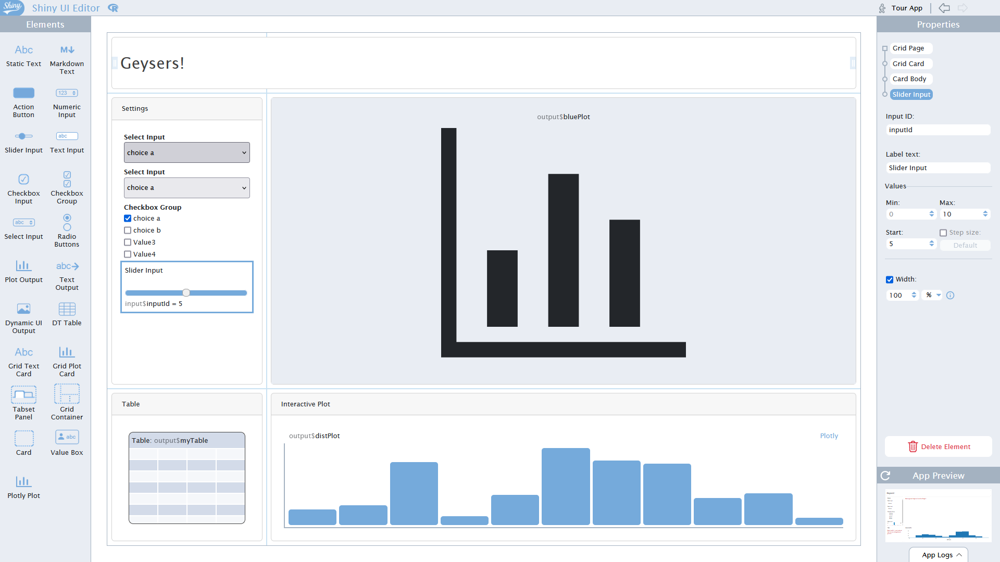 Shiny
Shiny UI Editor
Tour App
Elements
Abc
Static Text
M
Markdown
Text
Action
Button
123
Numeric
Input
Slider Input
abc
Text Input
Checkbox
Input
Checkbox
Group
abc
Select Input
Radio
Buttons
Plot Output
abc
Text
Output
Dynamic UI
Output
DT Table
Abc
Grid Text
Card
Grid Plot
Card
Tabset
Panel
Grid
Container
Card
abc
Value Box
Plotly Plot
Geysers!
Settings
Select Input
choice a
Select Input
choice a
Checkbox Group
choice a
choice b
Value3
Value4
Slider Input
input$inputId = 5
output$bluePlot
Table
Table: output$myTable
Interactive Plot
output$distPlot
Plotly
Properties
Grid Page
Grid Card
Card Body
Slider Input
Input ID:
inputId
Label text:
Slider Input
Values
Min:
Max:
0
10
Start:
Step size:
5
Default
Width:
100
%
Delete Element
App Preview
App Logs